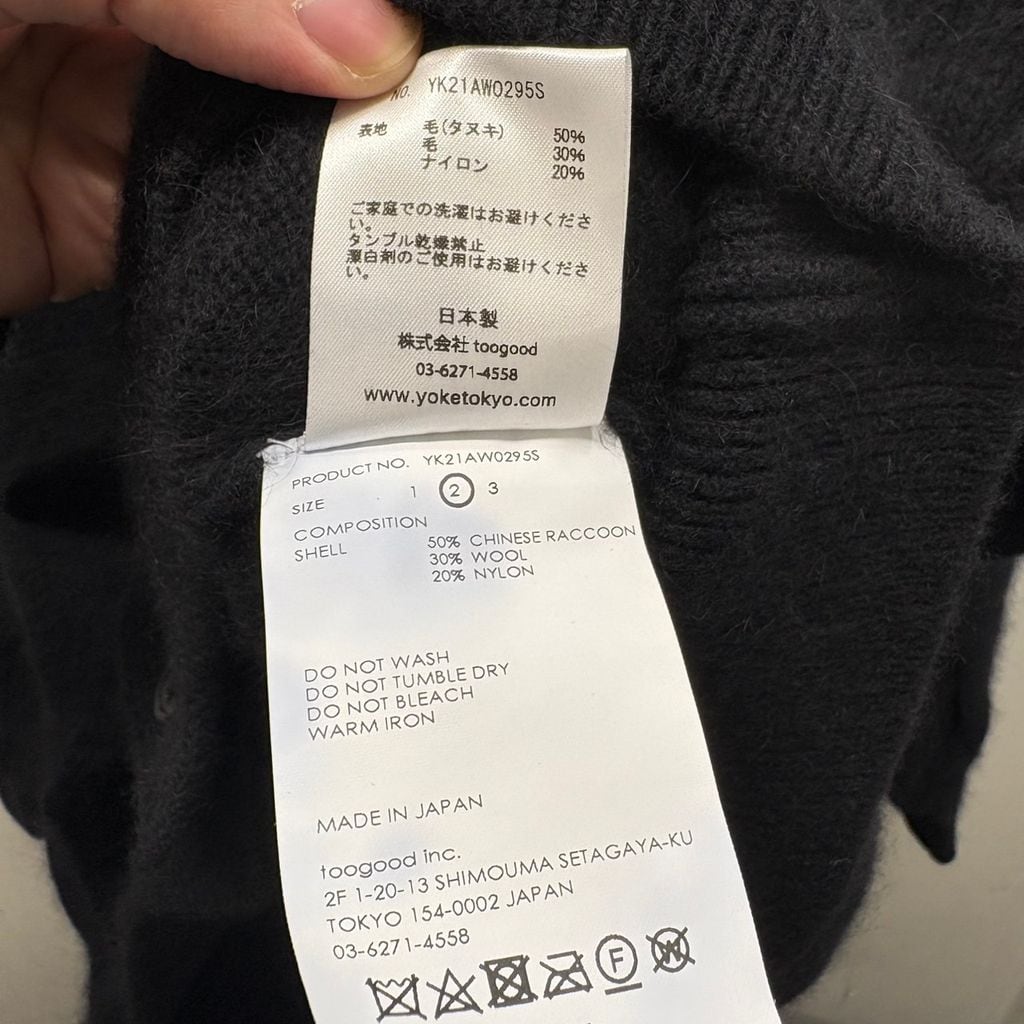 NO. YK21AW0295S
表地 毛(タヌキ) 50%
毛 30%
ナイロン 20%
ご家庭での洗濯はお避けくださ
い。
タンブル乾燥禁止
漂白剤のご使用はお避けくださ
い。
日本製
株式会社 toogood
03-6271-4558
www.yoketokyo.com
PRODUCT NO. YK21AW0295S
SIZE 1 2 3
COMPOSITION
SHELL 50% CHINESE RACCOON
30% WOOL
20% NYLON
DO NOT WASH
DO NOT TUMBLE DRY
DO NOT BLEACH
WARM IRON
MADE IN JAPAN
toogood inc.
2F 1-20-13 SHIMOUMA SETAGAYA-KU
TOKYO 154-0002 JAPAN
03-6271-4558
F W